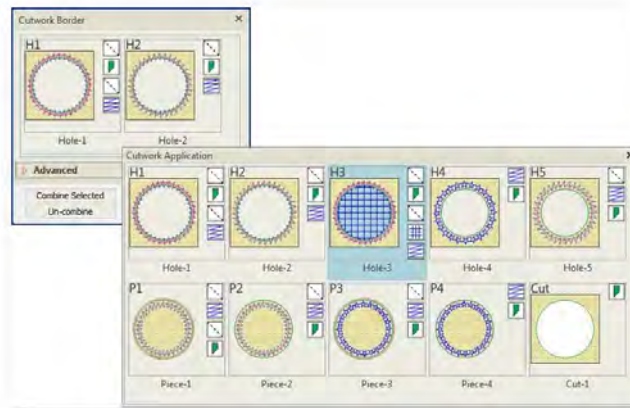 Cutwork Border
H1 H2
Hole-1 Hole-2
Advanced
Combine Selected
Un-combine
Cutwork Application
H1 H2 H3 H4 H5
Hole-1 Hole-2 Hole-3 Hole-4 Hole-5
P1 P2 P3 P4 Cut
Piece-1 Piece-2 Piece-3 Piece-4 Cut-1